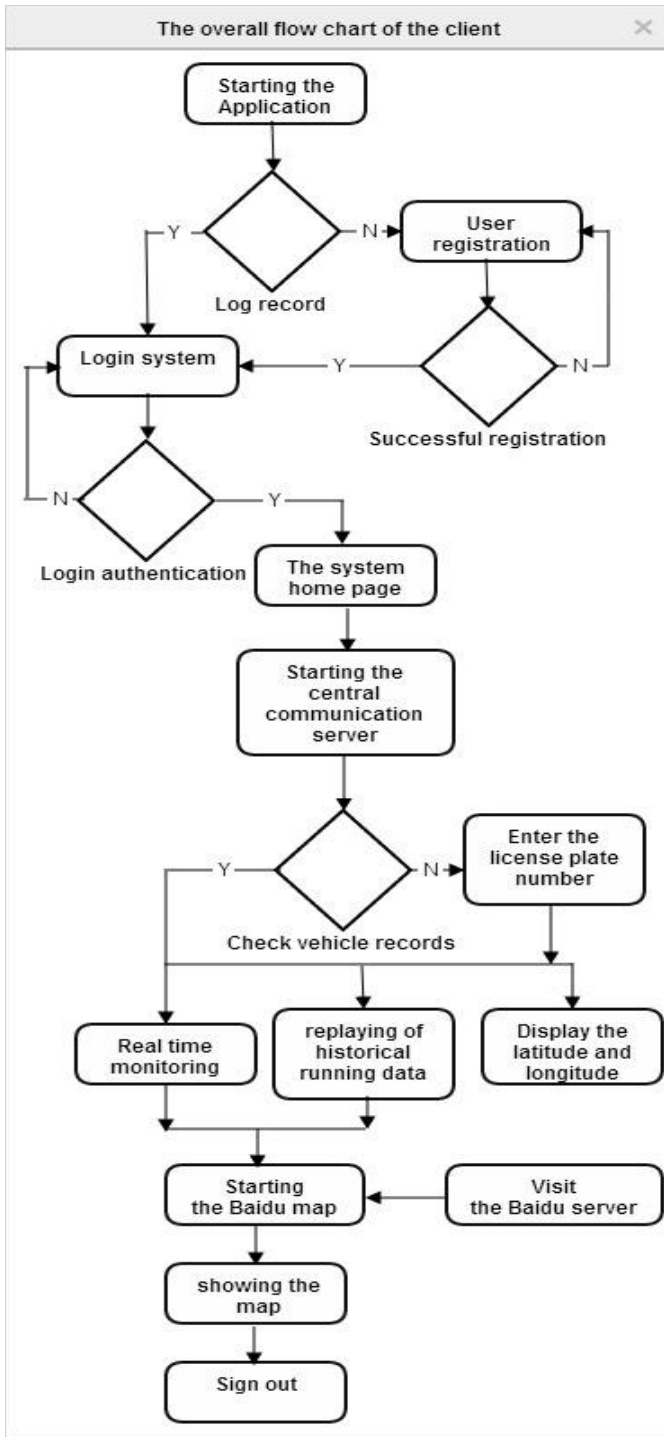 The overall flow chart of the client
Starting the
Application
Y
N
User
registration
Log record
Login system
Y
N
Successful registration
N
Y
Login authentication
The system
home page
Starting the
central
communication
server
Enter the
license plate
number
Y
N
Check vehicle records
Real time
monitoring
replaying of
historical
running data
Display the
latitude and
longitude
Starting
the Baidu map
Visit
the Baidu server
showing the
map
Sign out